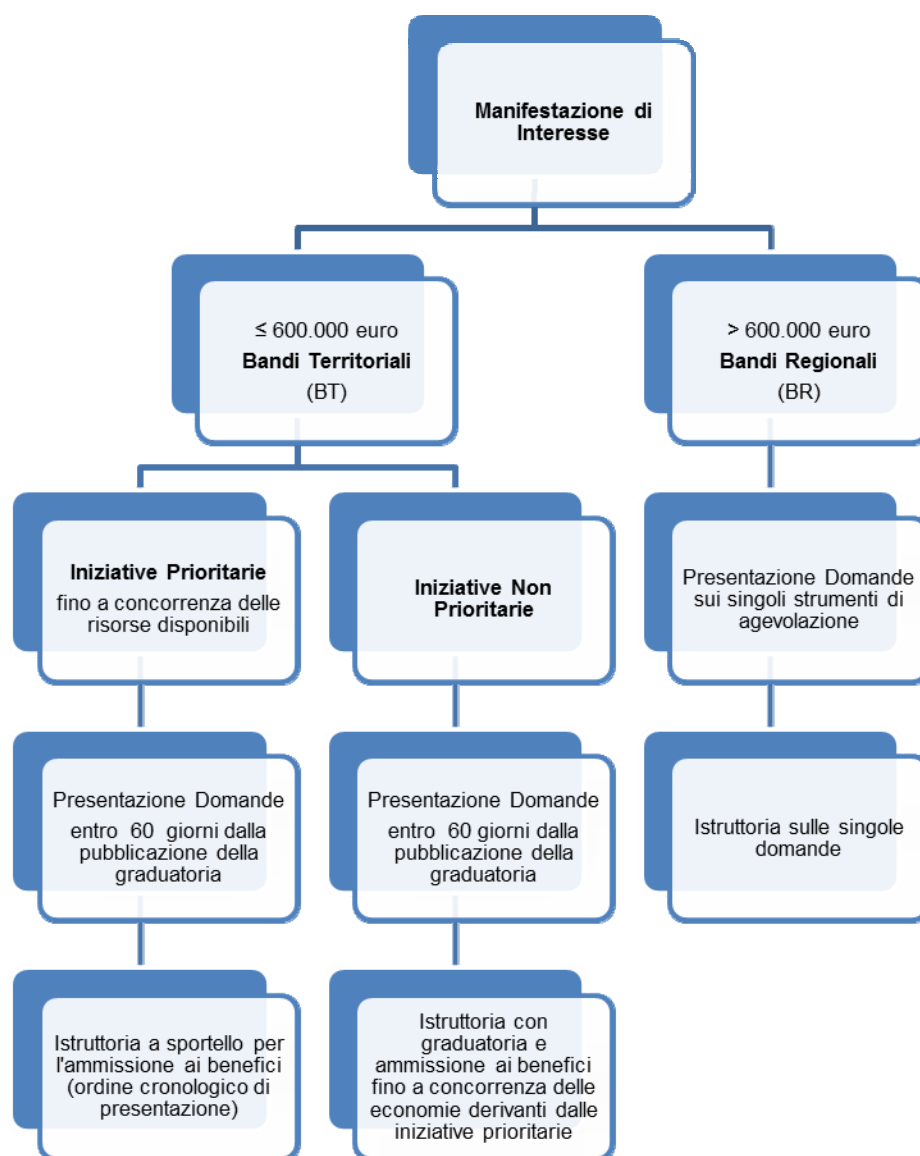 Manifestazione di
Interesse
≤ 600.000 euro
Bandi Territoriali
(BT)
> 600.000 euro
Bandi Regionali
(BR)
Iniziative Prioritarie
fino a concorrenza delle
risorse disponibili
Iniziative Non
Prioritarie
Presentazione Domande
sui singoli strumenti di
agevolazione
Presentazione Domande
entro 60 giorni dalla
pubblicazione della
graduatoria
Presentazione Domande
entro 60 giorni dalla
pubblicazione della
graduatoria
Istruttoria sulle singole
domande
Istruttoria a sportello per
l'ammissione ai benefici
(ordine cronologico di
presentazione)
Istruttoria con
graduatoria e
ammissione ai benefici
fino a concorrenza delle
economie derivanti dalle
iniziative prioritarie